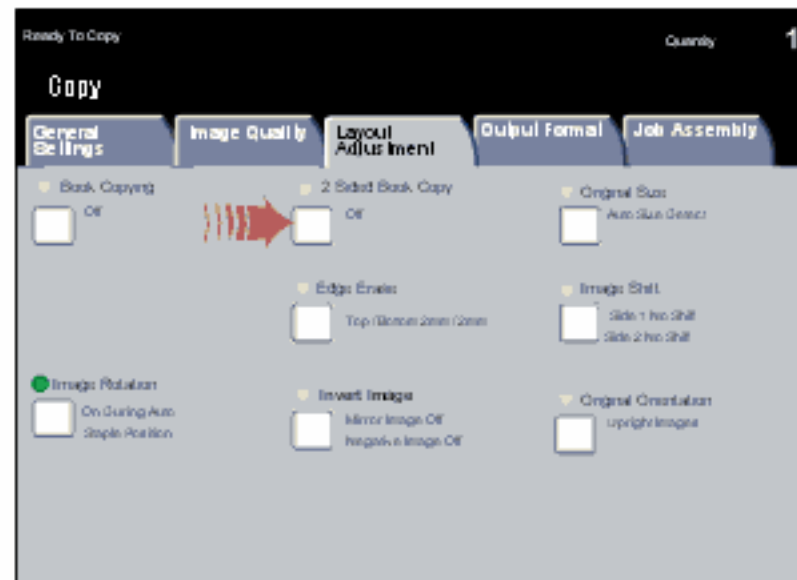 Ready To Copy
Quantity 1
Copy
General
Settings
Image Quality
Layout
Adjustment
Output Format
Job Assembly
Book Copying
Off
2 Sided Book Copy
Off
Original Size
Auto Size Detect
Edge Erase
Top/Bottom 2mm/2mm
Image Shift
Side 1 No Shift
Side 2 No Shift
Image Rotation
On During Auto
Staple Position
Invert Image
Mirror Image Off
Negative Image Off
Original Orientation
Upright Images